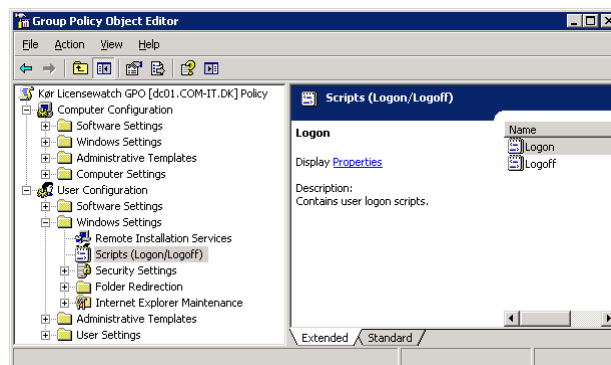 Group Policy Object Editor
File Action View Help
Kør Licensewatch GPO [dc01.COM-IT.DK] Policy
Computer Configuration
Software Settings
Windows Settings
Administrative Templates
Computer Settings
User Configuration
Software Settings
Windows Settings
Remote Installation Services
Scripts (Logon/Logoff)
Security Settings
Folder Redirection
Internet Explorer Maintenance
Administrative Templates
User Settings
Scripts (Logon/Logoff)
Logon
Display Properties
Description:
Contains user logon scripts.
Name
Logon
Logoff
Extended Standard